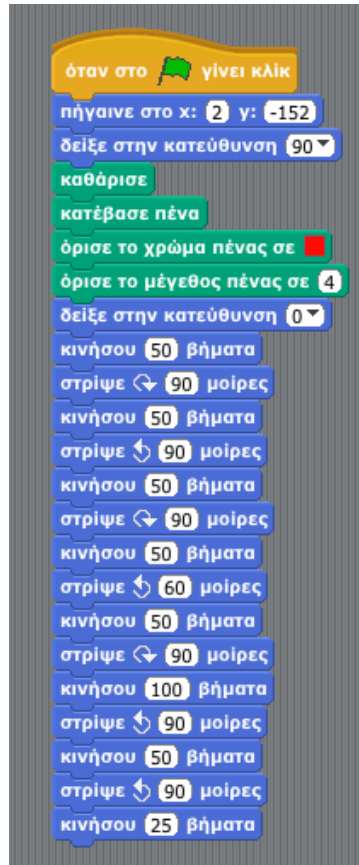 όταν στο γίνει κλίκ
πήγαινε στο x: 2 y: -152
δείξε στην κατεύθυνση 90
καθάρισε
κατέβασε πένα
όρισε το χρώμα πένας σε
όρισε το μέγεθος πένας σε 4
δείξε στην κατεύθυνση 0
κινήσου 50 βήματα
στρίψε 90 μοίρες
κινήσου 50 βήματα
στρίψε 90 μοίρες
κινήσου 50 βήματα
στρίψε 90 μοίρες
κινήσου 50 βήματα
στρίψε 60 μοίρες
κινήσου 50 βήματα
στρίψε 90 μοίρες
κινήσου 100 βήματα
στρίψε 90 μοίρες
κινήσου 50 βήματα
στρίψε 90 μοίρες
κινήσου 25 βήματα